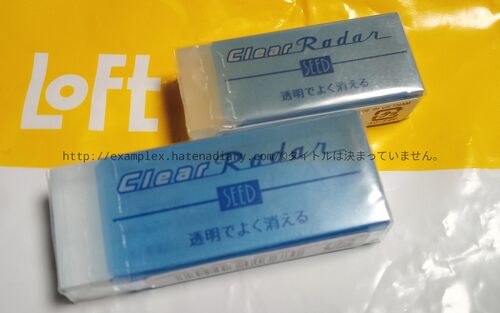 Loft
Clear Radar
SEED
透明でよく消える
http://examplex.hatenadiary.com/タイトルは決まっていません。
Clear Radar
SEED
透明でよく消える